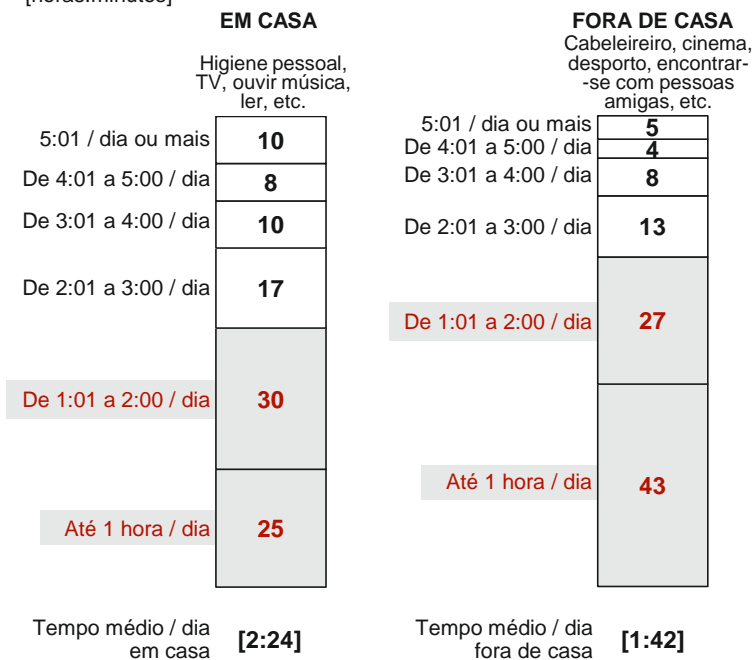 [horas:minutos]
EM CASA
Higiene pessoal,
TV, ouvir música,
ler, etc.
5:01 / dia ou mais 10
De 4:01 a 5:00 / dia 8
De 3:01 a 4:00 / dia 10
De 2:01 a 3:00 / dia 17
De 1:01 a 2:00 / dia 30
Até 1 hora / dia 25
Tempo médio / dia
em casa [2:24]
FORA DE CASA
Cabeleireiro, cinema,
desporto, encontrar-
-se com pessoas
amigas, etc.
5:01 / dia ou mais 5
De 4:01 a 5:00 / dia 4
De 3:01 a 4:00 / dia 8
De 2:01 a 3:00 / dia 13
De 1:01 a 2:00 / dia 27
Até 1 hora / dia 43
Tempo médio / dia
fora de casa [1:42]